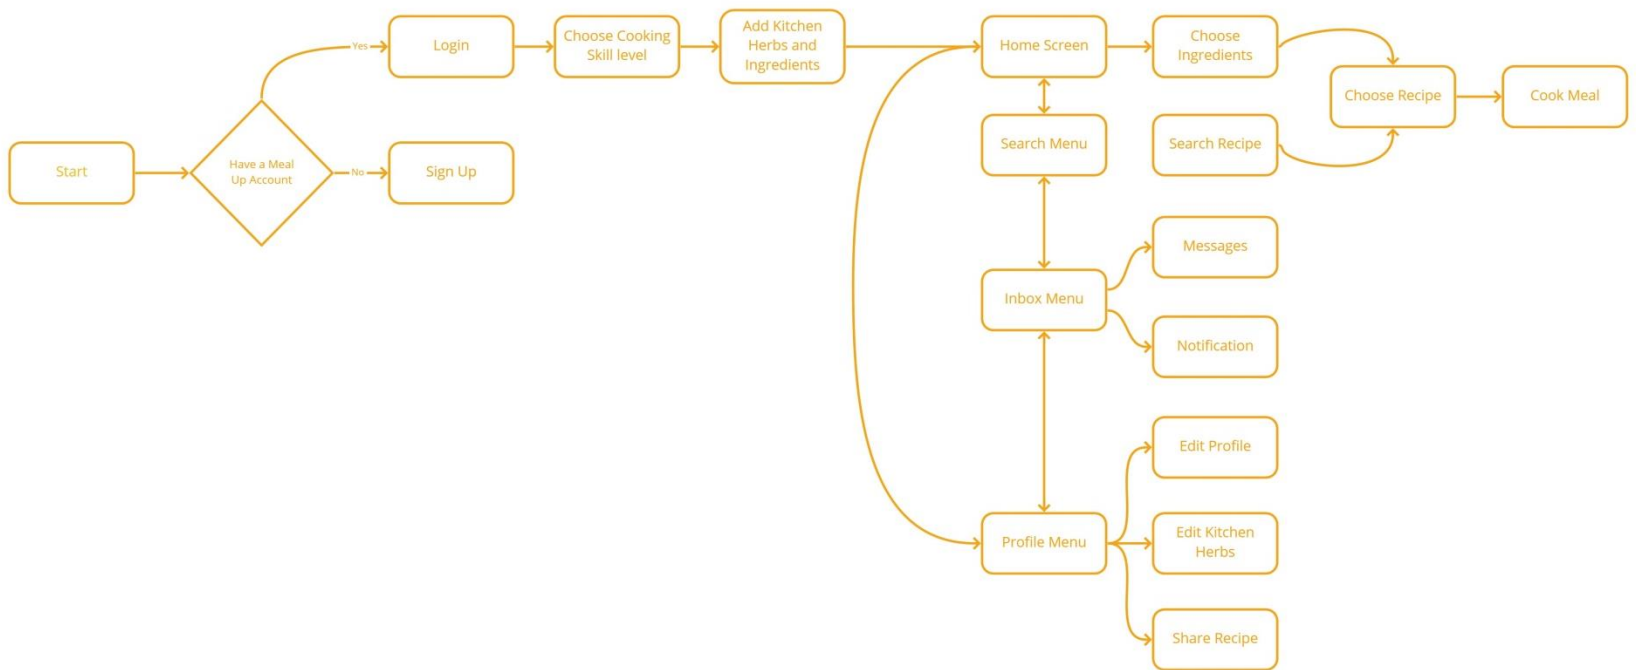 Start
Have a Meal
Up Account
Yes
No
Login
Sign Up
Choose Cooking
Skill level
Add Kitchen
Herbs and
Ingredients
Home Screen
Search Menu
Inbox Menu
Profile Menu
Choose
Ingredients
Search Recipe
Messages
Notification
Edit Profile
Edit Kitchen
Herbs
Share Recipe
Choose Recipe
Cook Meal